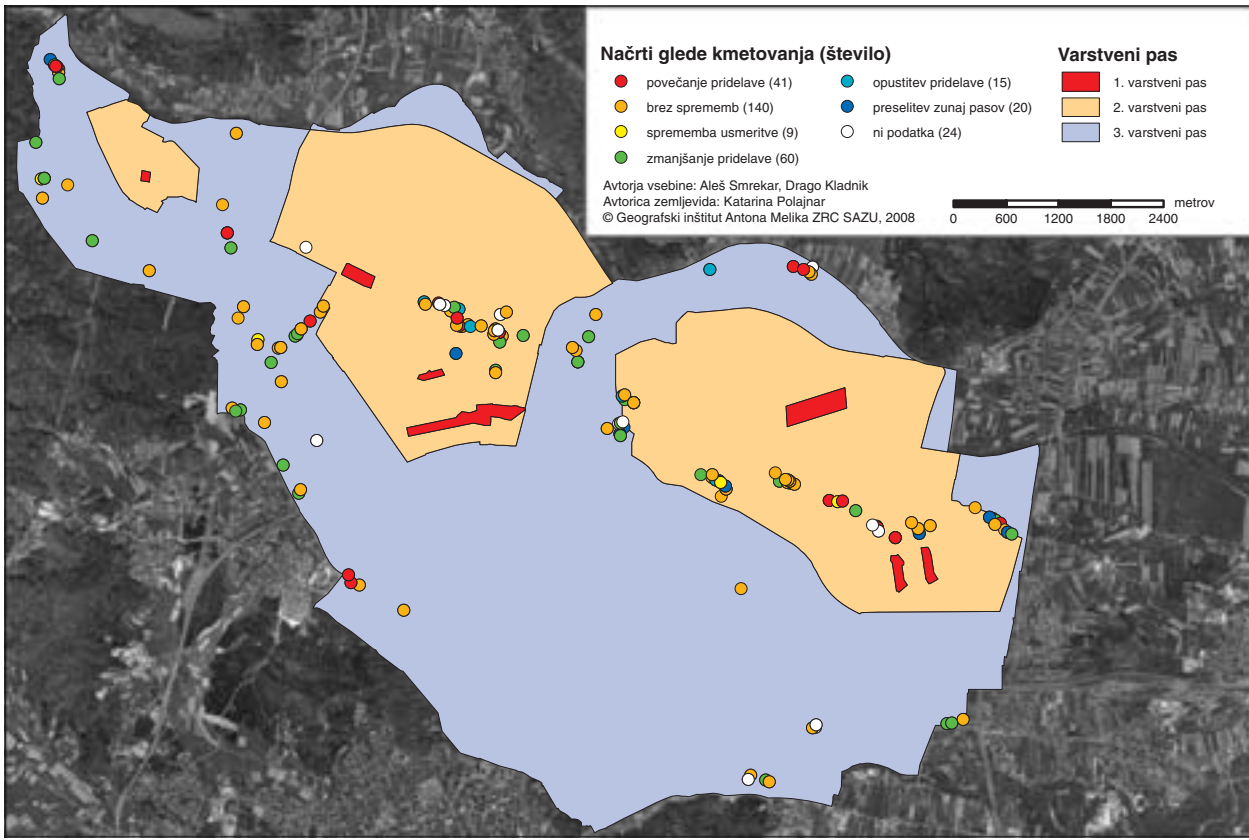 Načrti glede kmetovanja (število)
povečanje pridelave (41)
brez sprememb (140)
sprememba usmeritve (9)
zmanjšanje pridelave (60)
opustitev pridelave (15)
preselitev zunaj pasov (20)
ni podatka (24)
Varstveni pas
1. varstveni pas
2. varstveni pas
3. varstveni pas
Avtorja vsebine: Aleš Smrekar, Drago Kladnik
Avtorica zemljevida: Katarina Polajnar
© Geografski inštitut Antona Melika ZRC SAZU, 2008
metrov
0 600 1200 1800 2400